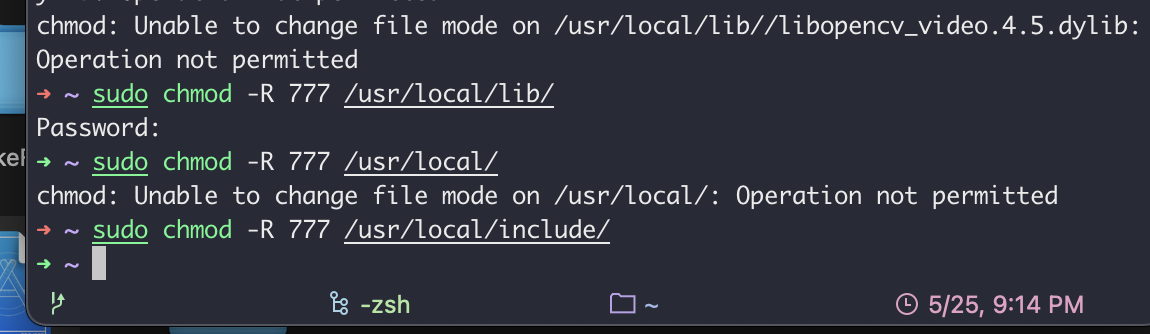 chmod: Unable to change file mode on /usr/local/lib//libopencv_video.4.5.dylib:
Operation not permitted
➜ ~ sudo chmod -R 777 /usr/local/lib/
Password:
➜ ~ sudo chmod -R 777 /usr/local/
chmod: Unable to change file mode on /usr/local/: Operation not permitted
➜ ~ sudo chmod -R 777 /usr/local/include/
➜ ~
-zsh ~ 5/25, 9:14 PM